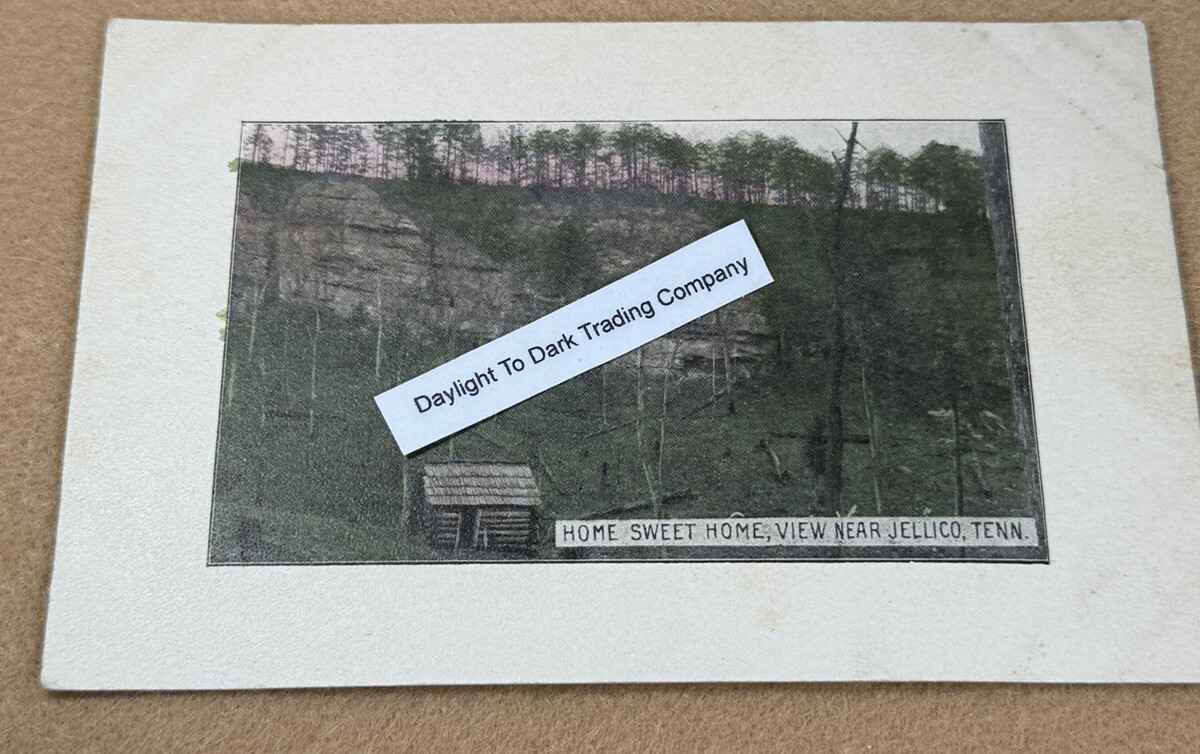 Daylight To Dark Trading Company
HOME SWEET HOME, VIEW NEAR JELLICO, TENN.